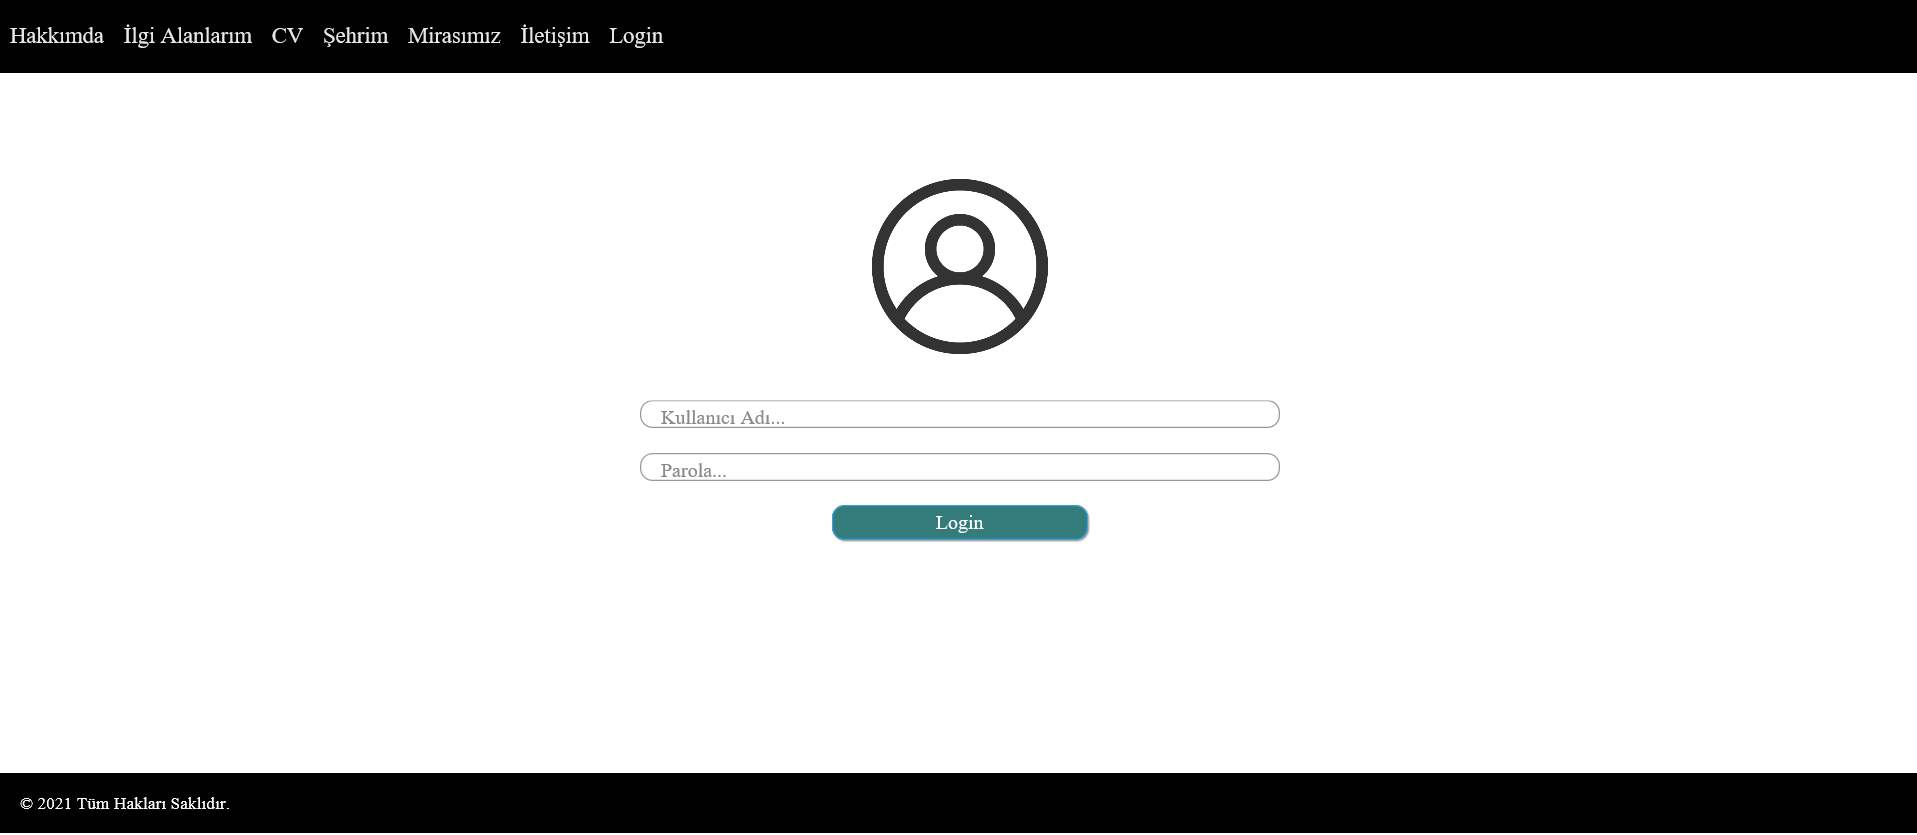 Hakkımda İlgi Alanlarım CV Şehrim Mirasımız İletişim Login
Kullanıcı Adı...
Parola...
Login
© 2021 Tüm Hakları Saklıdır.